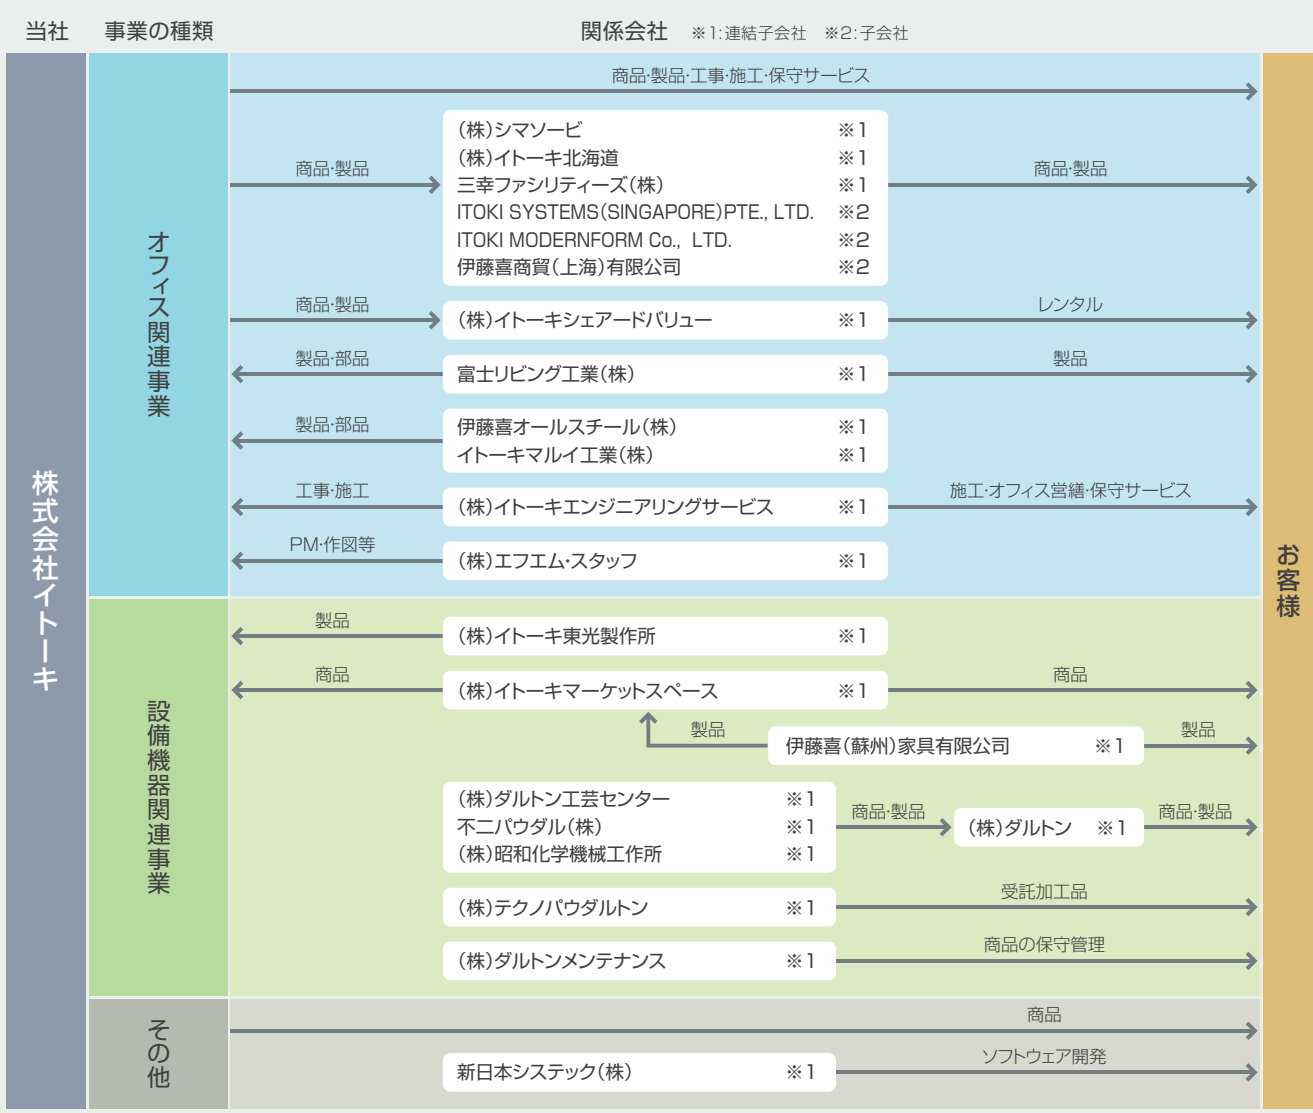 当社 事業の種類 関係会社 ※1:連結子会社 ※2:子会社
株式会社イトーキ
オフィス関連事業
商品・製品・工事・施工・保守サービス
商品・製品
(株)シマソービ ※1
(株)イトーキ北海道 ※1
三幸ファシリティーズ(株) ※1
ITOKI SYSTEMS(SINGAPORE)PTE., LTD. ※2
ITOKI MODERNFORM Co., LTD. ※2
伊藤喜商貿(上海)有限公司 ※2
商品・製品
商品・製品
(株)イトーキシェアードバリュー ※1
レンタル
製品・部品
富士リビング工業(株) ※1
製品
製品・部品
伊藤喜オールスチール(株) ※1
イトーキマルイ工業(株) ※1
工事・施工
(株)イトーキエンジニアリングサービス ※1
施工・オフィス営繕・保守サービス
PM・作図等
(株)エフエム・スタッフ ※1
設備機器関連事業
製品
(株)イトーキ東光製作所 ※1
商品
(株)イトーキマーケットスペース ※1
商品
製品
伊藤喜(蘇州)家具有限公司 ※1
製品
(株)ダルトン工芸センター ※1
不二パウダル(株) ※1
(株)昭和化学機械工作所 ※1
商品・製品
(株)ダルトン ※1
商品・製品
(株)テクノパウダルトン ※1
受託加工品
(株)ダルトンメンテナンス ※1
商品の保守管理
その他
商品
新日本システック(株) ※1
ソフトウェア開発
お客様